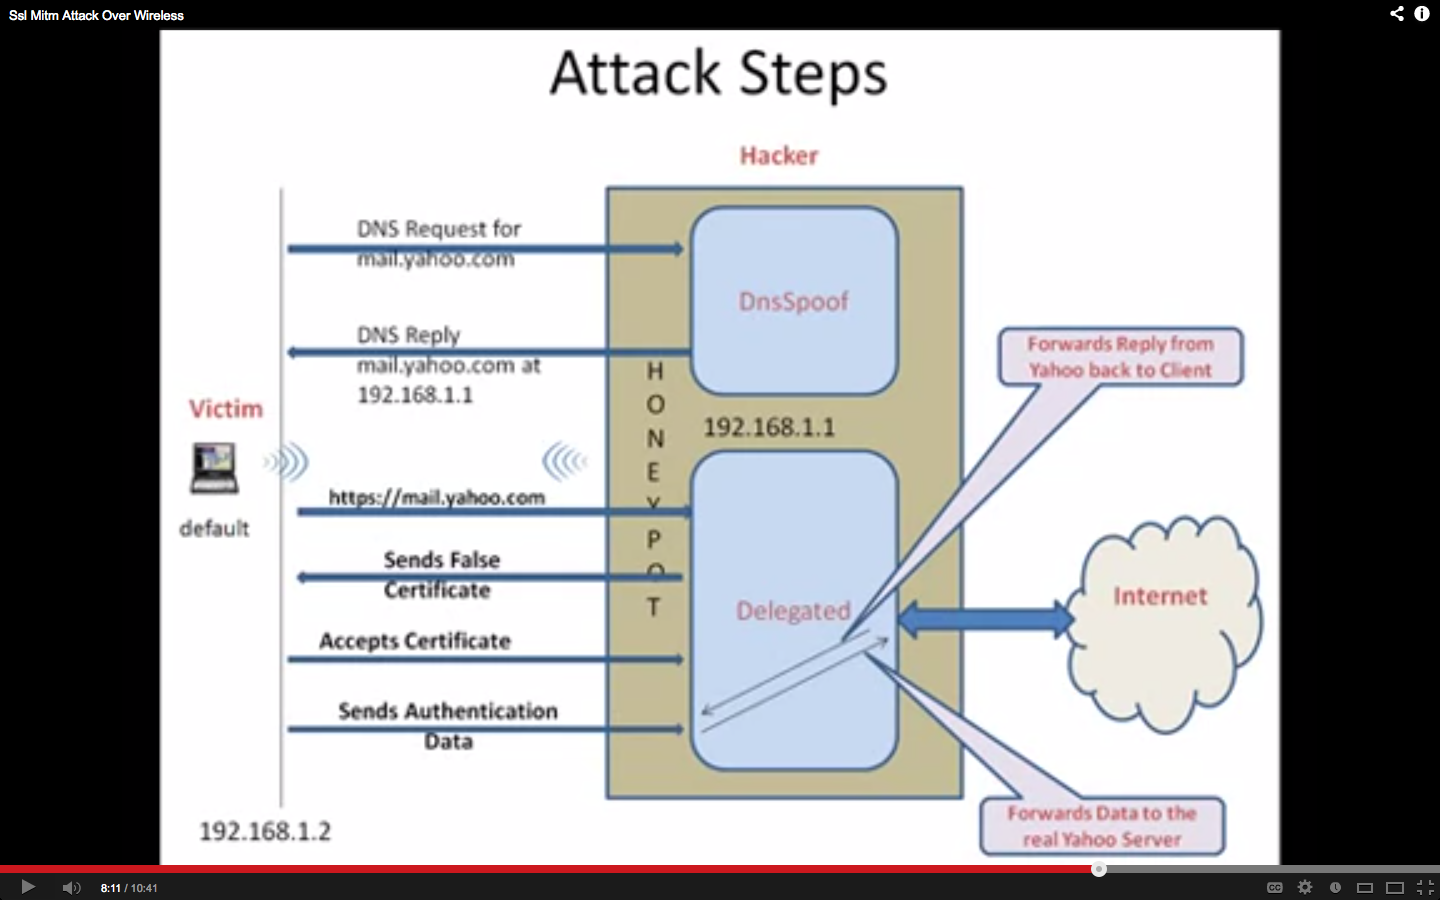 Ssl Mitm Attack Over Wireless
Attack Steps
Hacker
DNS Request for
mail.yahoo.com
DnsSpoof
DNS Reply
mail.yahoo.com at
192.168.1.1
Forwards Reply from
Yahoo back to Client
Victim
default
HONEYPOT
192.168.1.1
https://mail.yahoo.com
Sends False
Certificate
Delegated
Internet
Accepts Certificate
Sends Authentication
Data
192.168.1.2
Forwards Data to the
real Yahoo Server
8:11 / 10:41
CC